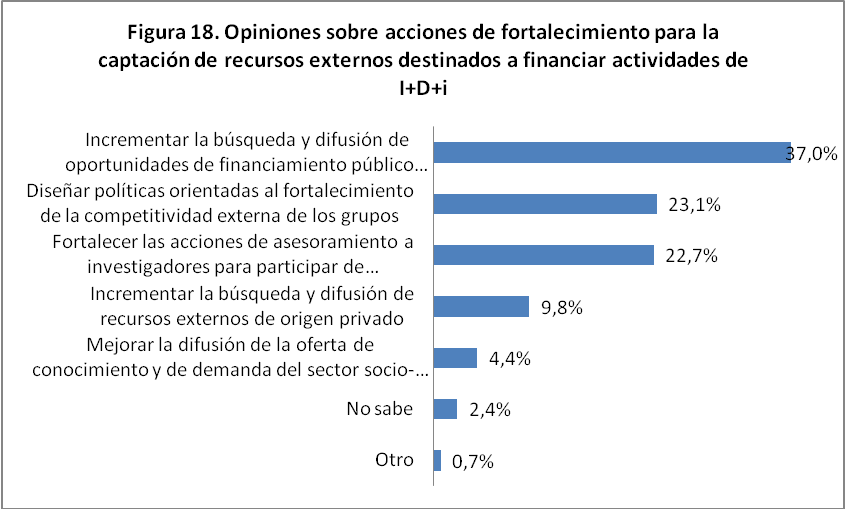 Figura 18. Opiniones sobre acciones de fortalecimiento para la
captación de recursos externos destinados a financiar actividades de
I+D+i
Incrementar la búsqueda y difusión de
oportunidades de financiamiento público...
37,0%
Diseñar políticas orientadas al fortalecimiento
de la competitividad externa de los grupos
23,1%
Fortalecer las acciones de asesoramiento a
investigadores para participar de...
22,7%
Incrementar la búsqueda y difusión de
recursos externos de origen privado
9,8%
Mejorar la difusión de la oferta de
conocimiento y de demanda del sector socio-...
4,4%
No sabe
2,4%
Otro
0,7%